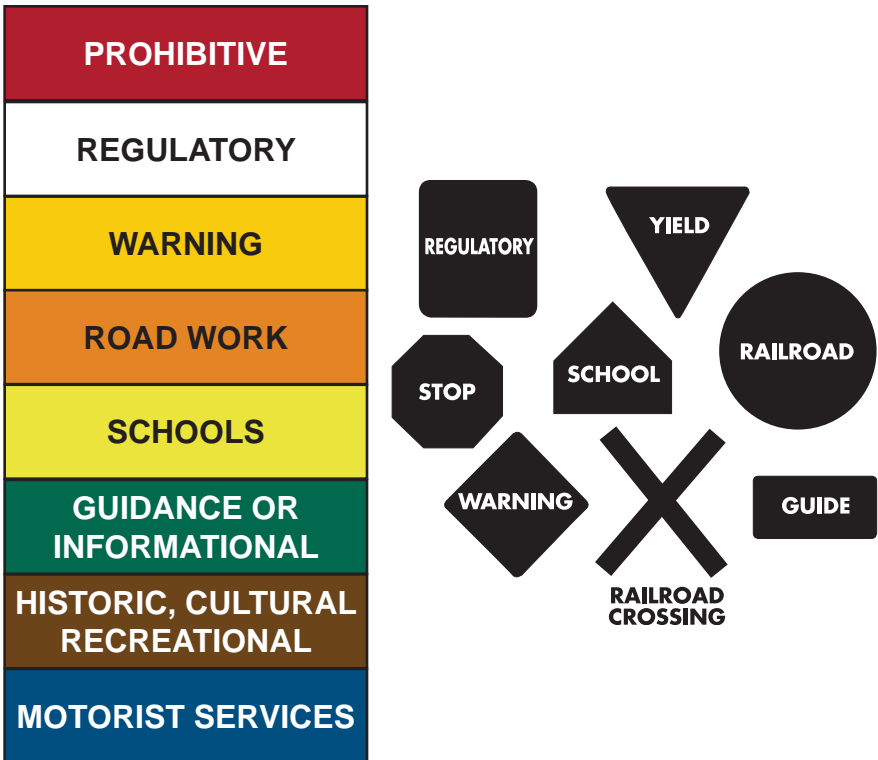 PROHIBITIVE
REGULATORY
WARNING
ROAD WORK
SCHOOLS
GUIDANCE OR
INFORMATIONAL
HISTORIC, CULTURAL
RECREATIONAL
MOTORIST SERVICES
REGULATORY
YIELD
RAILROAD
STOP
SCHOOL
WARNING
RAILROAD
CROSSING
GUIDE